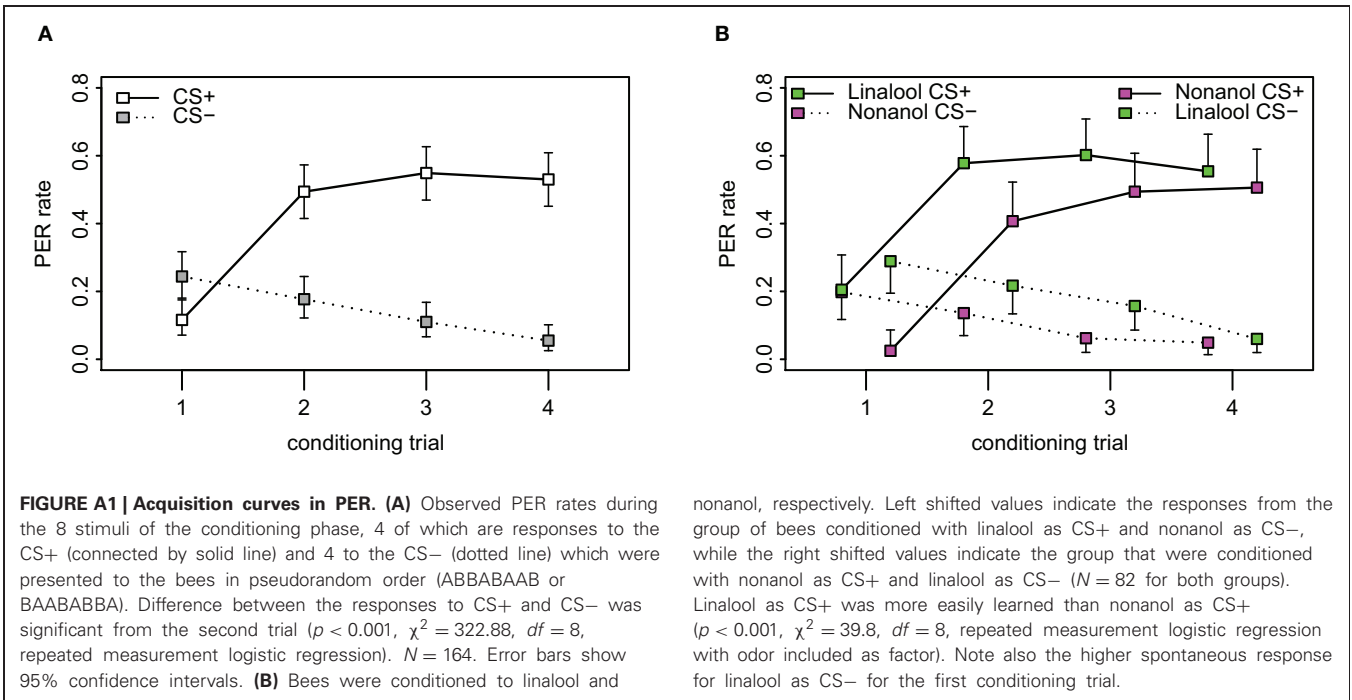 A
0.8
0.6
0.4
0.2
0.0
PER rate
CS+
CS−
1 2 3 4
conditioning trial
B
0.8
0.6
0.4
0.2
0.0
PER rate
Linalool CS+
Nonanol CS−
Nonanol CS+
Linalool CS−
1 2 3 4
conditioning trial
FIGURE A1 | Acquisition curves in PER. (A) Observed PER rates during
the 8 stimuli of the conditioning phase, 4 of which are responses to the
CS+ (connected by solid line) and 4 to the CS− (dotted line) which were
presented to the bees in pseudorandom order (ABBABAAB or
BAABABBA). Difference between the responses to CS+ and CS− was
significant from the second trial (p < 0.001, χ² = 322.88, df = 8,
repeated measurement logistic regression). N = 164. Error bars show
95% confidence intervals. (B) Bees were conditioned to linalool and
nonanol, respectively. Left shifted values indicate the responses from the
group of bees conditioned with linalool as CS+ and nonanol as CS−,
while the right shifted values indicate the group that were conditioned
with nonanol as CS+ and linalool as CS− (N = 82 for both groups).
Linalool as CS+ was more easily learned than nonanol as CS+
(p < 0.001, χ² = 39.8, df = 8, repeated measurement logistic regression
with odor included as factor). Note also the higher spontaneous response
for linalool as CS− for the first conditioning trial.